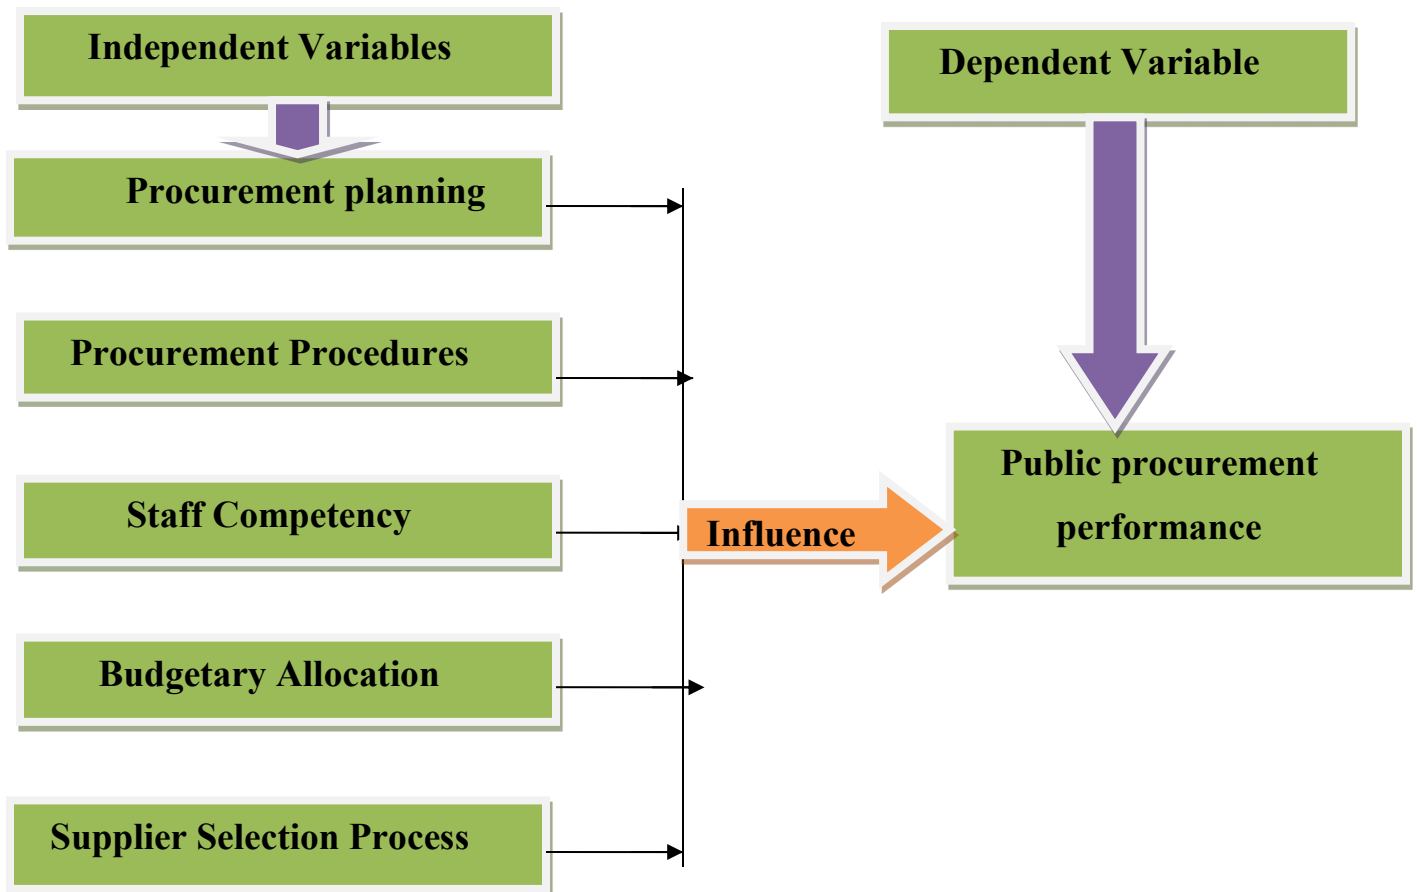 Independent Variables
Dependent Variable
Procurement planning
Procurement Procedures
Staff Competency
Influence
Public procurement
performance
Budgetary Allocation
Supplier Selection Process